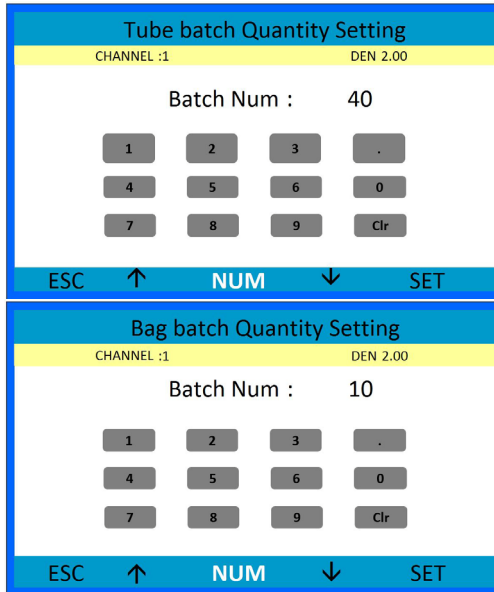 Tube batch Quantity Setting
CHANNEL :1 DEN 2.00
Batch Num : 40
1 2 3 .
4 5 6 0
7 8 9 Clr
ESC ↑ NUM ↓ SET
Bag batch Quantity Setting
CHANNEL :1 DEN 2.00
Batch Num : 10
1 2 3 .
4 5 6 0
7 8 9 Clr
ESC ↑ NUM ↓ SET